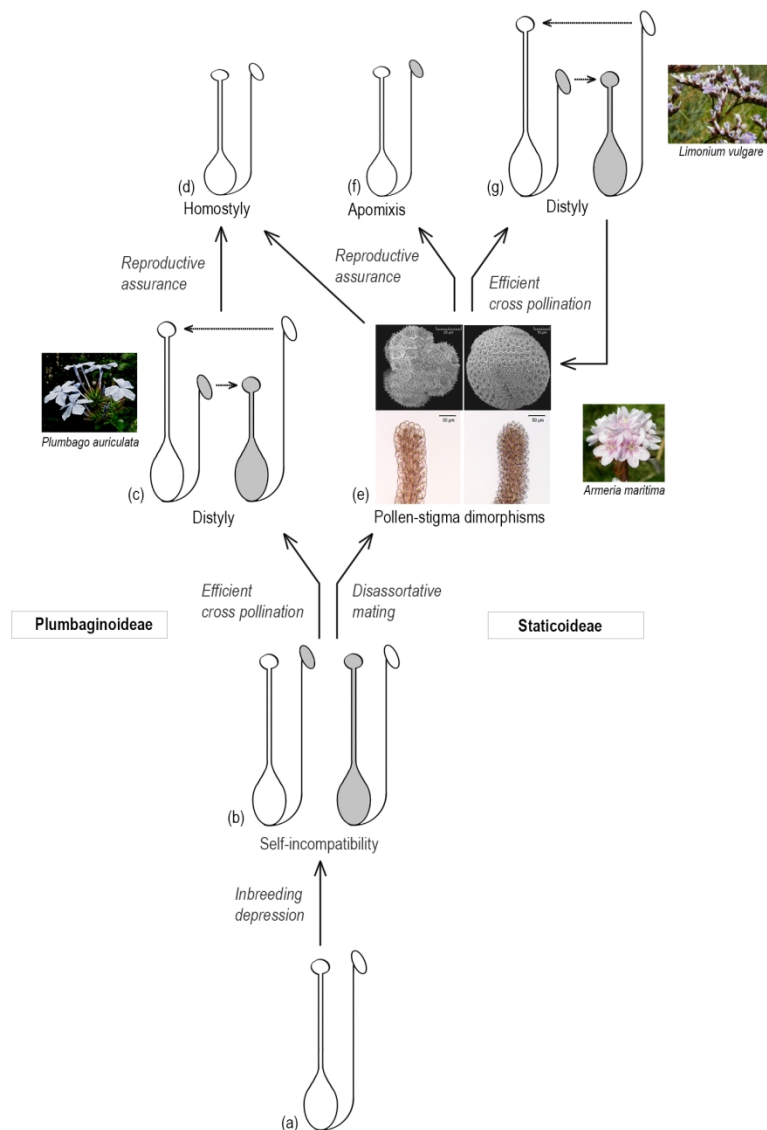 Limonium vulgare
(d)
Homostyly
(f)
Apomixis
(g)
Distyly
Reproductive
assurance
Reproductive
assurance
Efficient
cross pollination
Plumbago auriculata
(c)
Distyly
(e)
Pollen-stigma dimorphisms
Armeria maritima
Efficient
cross pollination
Disassortative
mating
Plumbaginoideae
Staticoideae
(b)
Self-incompatibility
Inbreeding
depression
(a)